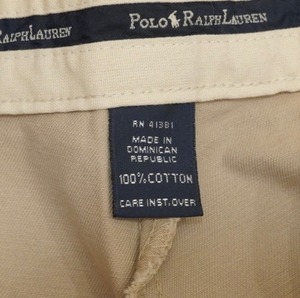 RALPH LAUREN POLO RALPH LAUREN
RN 41381
MADE IN
DOMINICAN
REPUBLIC
100% COTTON
CARE INST. OVER